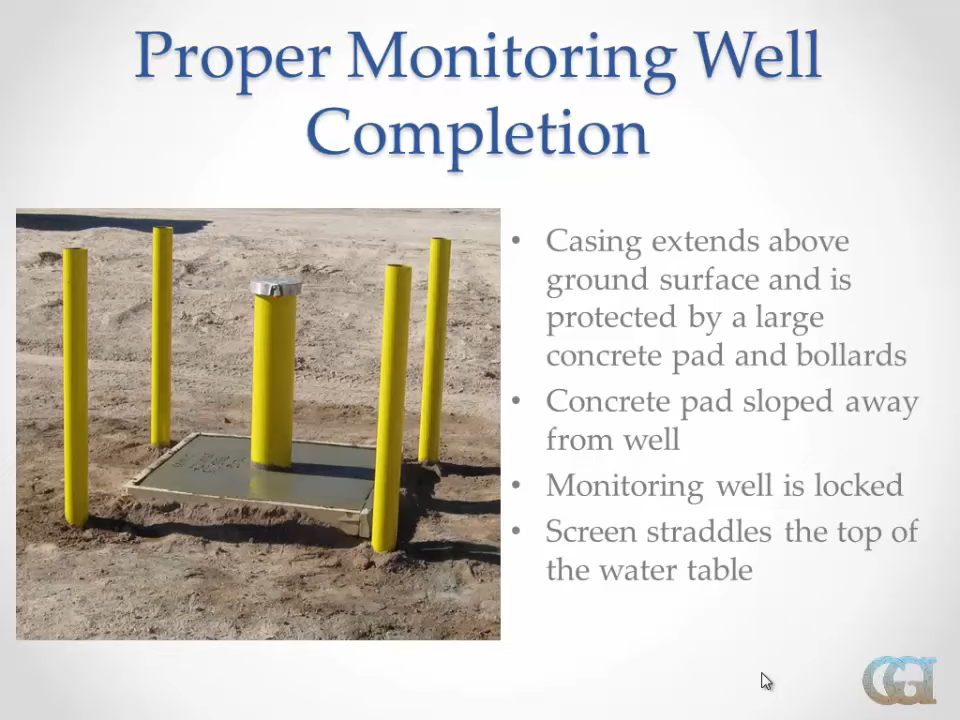 Proper Monitoring Well
Completion
• Casing extends above
ground surface and is
protected by a large
concrete pad and bollards
• Concrete pad sloped away
from well
• Monitoring well is locked
• Screen straddles the top of
the water table
GGI